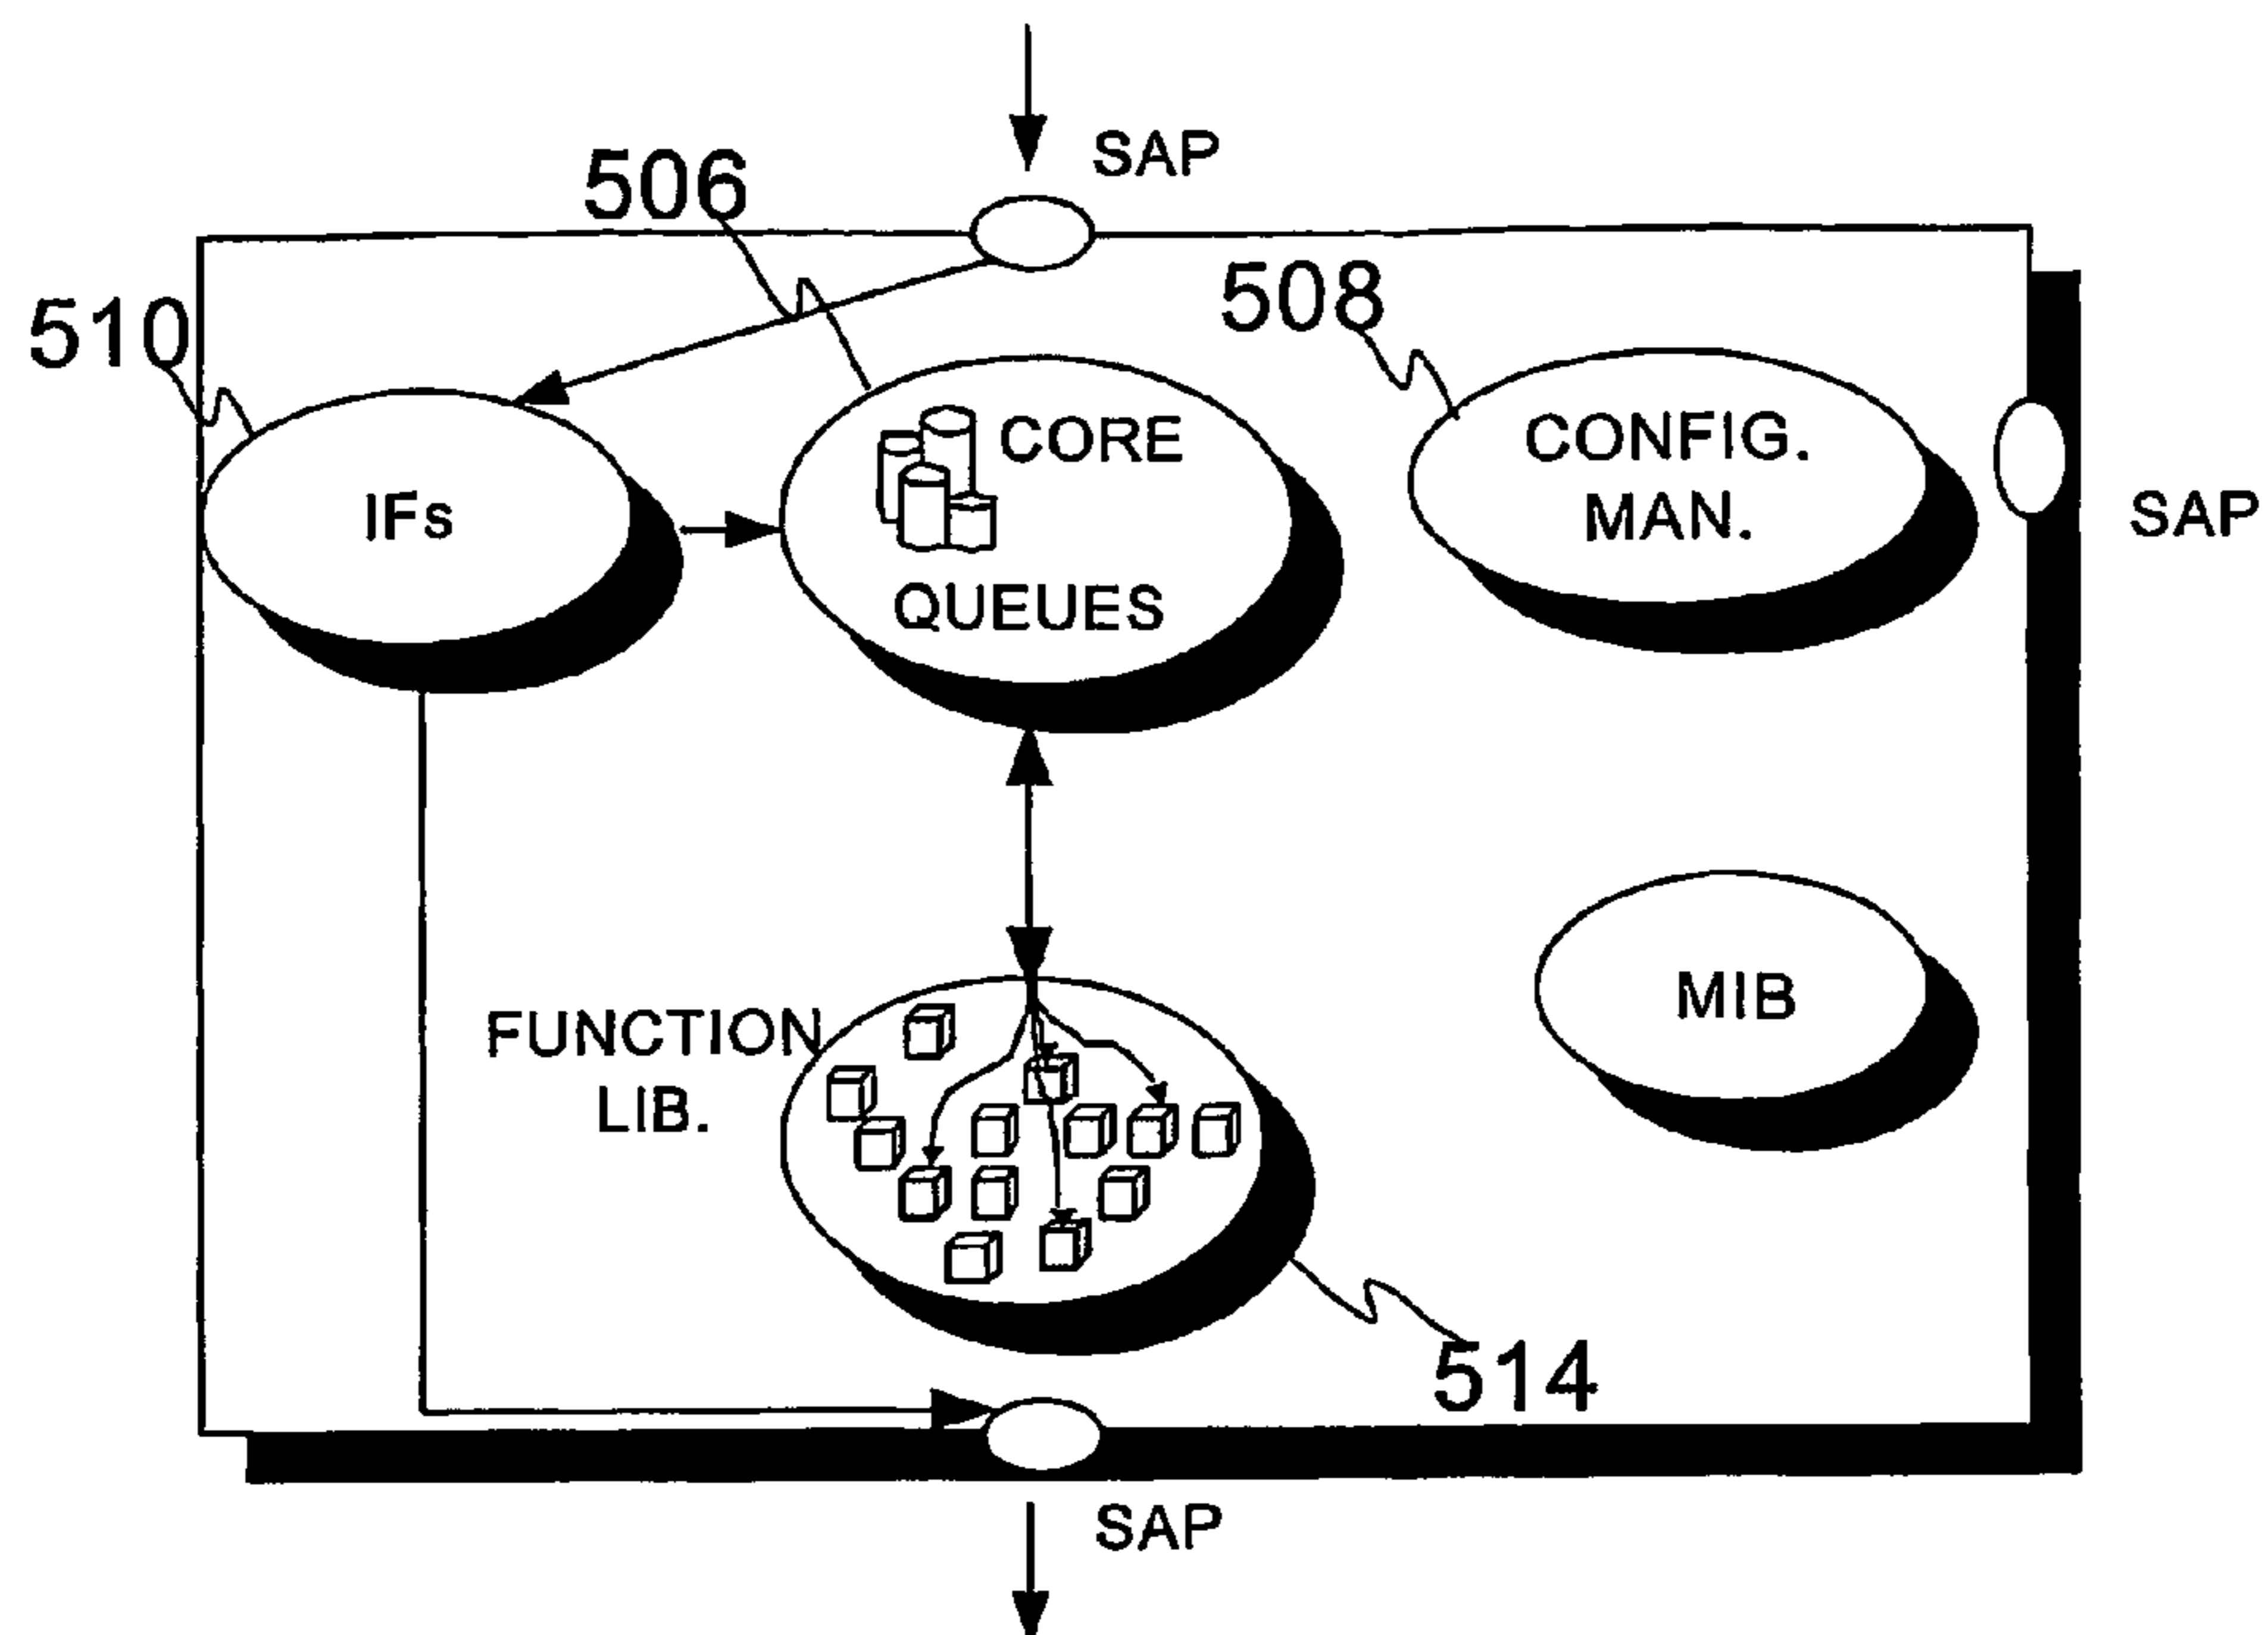 SAP
506
508
510
CORE
QUEUES
CONFIG.
MAN.
IFs
SAP
MIB
FUNCTION
LIB.
514
SAP